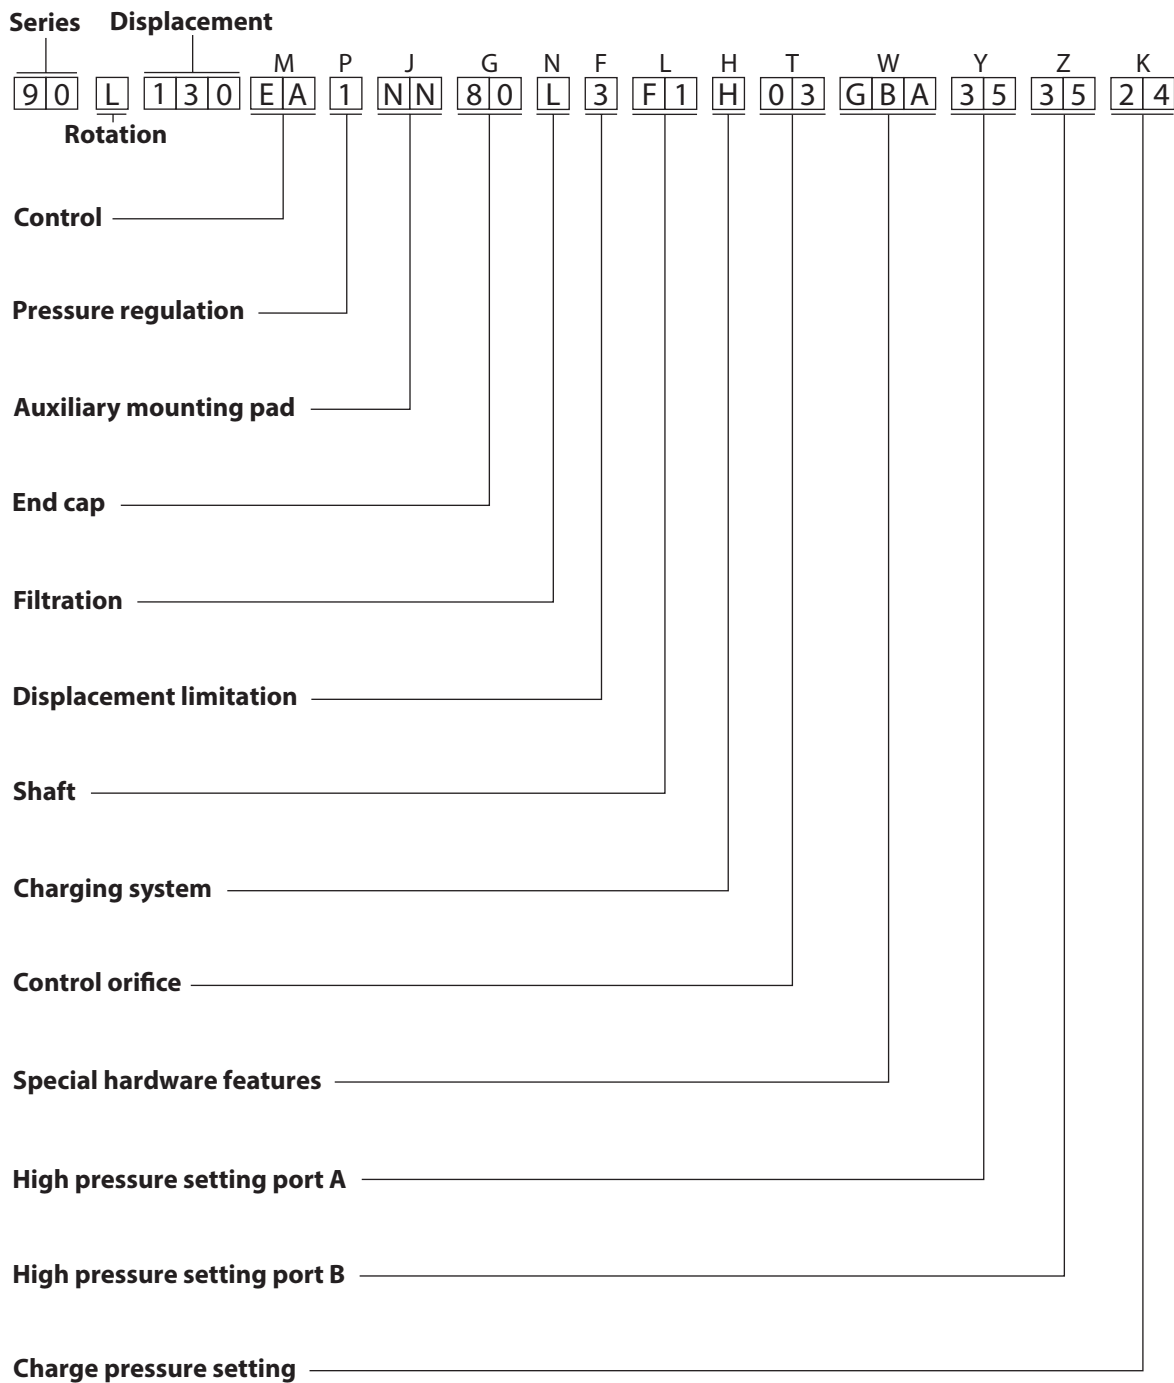 Series Displacement
M P J G N F L H T W Y Z K
9 0 L 1 3 0 E A 1 N N 8 0 L 3 F 1 H 0 3 G B A 3 5 3 5 2 4
Rotation
Control
Pressure regulation
Auxiliary mounting pad
End cap
Filtration
Displacement limitation
Shaft
Charging system
Control orifice
Special hardware features
High pressure setting port A
High pressure setting port B
Charge pressure setting